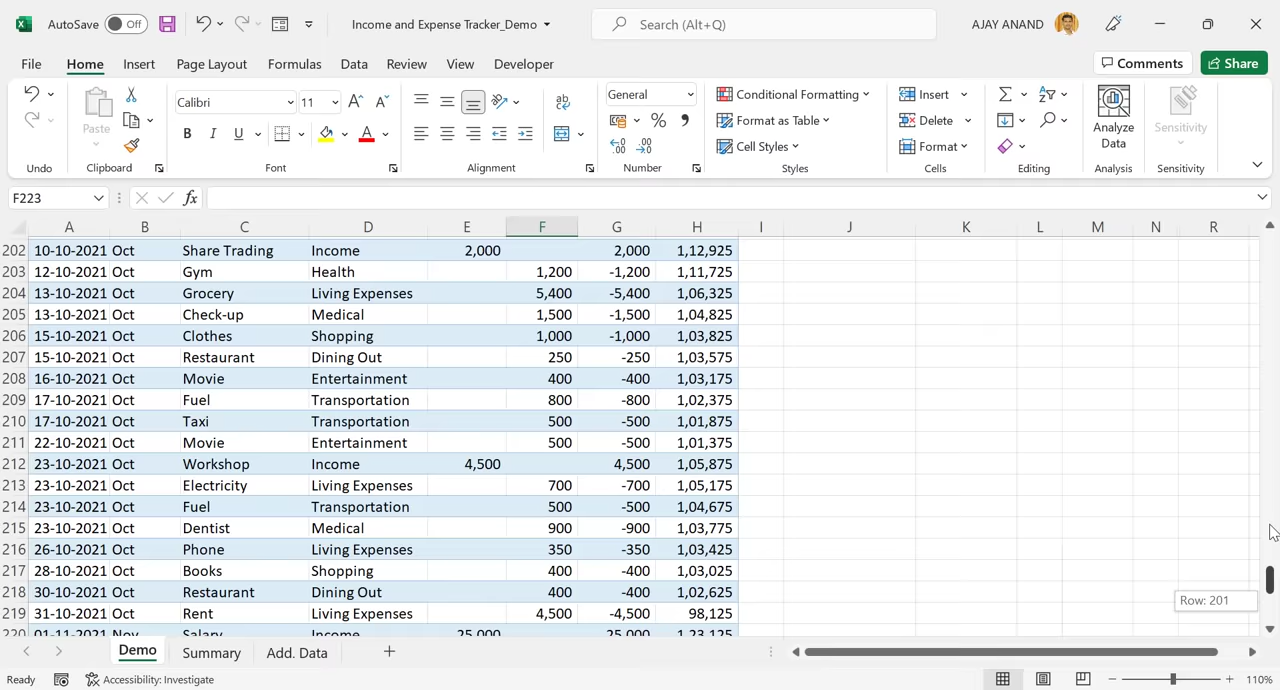 AutoSave Off Income and Expense Tracker_Demo Search (Alt+Q) AJAY ANAND
File Home Insert Page Layout Formulas Data Review View Developer Comments Share
Calibri 11 General Conditional Formatting Insert
Paste Format as Table Delete Analyze Data Sensitivity
Cell Styles Format
Undo Clipboard Font Alignment Number Styles Cells Editing Analysis Sensitivity
F223 fx
A B C D E F G H I J K L M N O R
202 10-10-2021 Oct Share Trading Income 2,000 2,000 1,12,925
203 12-10-2021 Oct Gym Health 1,200 -1,200 1,11,725
204 13-10-2021 Oct Grocery Living Expenses 5,400 -5,400 1,06,325
205 13-10-2021 Oct Check-up Medical 1,500 -1,500 1,04,825
206 15-10-2021 Oct Clothes Shopping 1,000 -1,000 1,03,825
207 15-10-2021 Oct Restaurant Dining Out 250 -250 1,03,575
208 16-10-2021 Oct Movie Entertainment 400 -400 1,03,175
209 17-10-2021 Oct Fuel Transportation 800 -800 1,02,375
210 17-10-2021 Oct Taxi Transportation 500 -500 1,01,875
211 22-10-2021 Oct Movie Entertainment 500 -500 1,01,375
212 23-10-2021 Oct Workshop Income 4,500 4,500 1,05,875
213 23-10-2021 Oct Electricity Living Expenses 700 -700 1,05,175
214 23-10-2021 Oct Fuel Transportation 500 -500 1,04,675
215 23-10-2021 Oct Dentist Medical 900 -900 1,03,775
216 26-10-2021 Oct Phone Living Expenses 350 -350 1,03,425
217 28-10-2021 Oct Books Shopping 400 -400 1,03,025
218 30-10-2021 Oct Restaurant Dining Out 400 -400 1,02,625
219 31-10-2021 Oct Rent Living Expenses 4,500 -4,500 98,125
220 01-11-2021 Nov Salary Income 25,000 25,000 1,23,125
Row: 201
Demo Summary Add. Data
Ready Accessibility: Investigate 110%